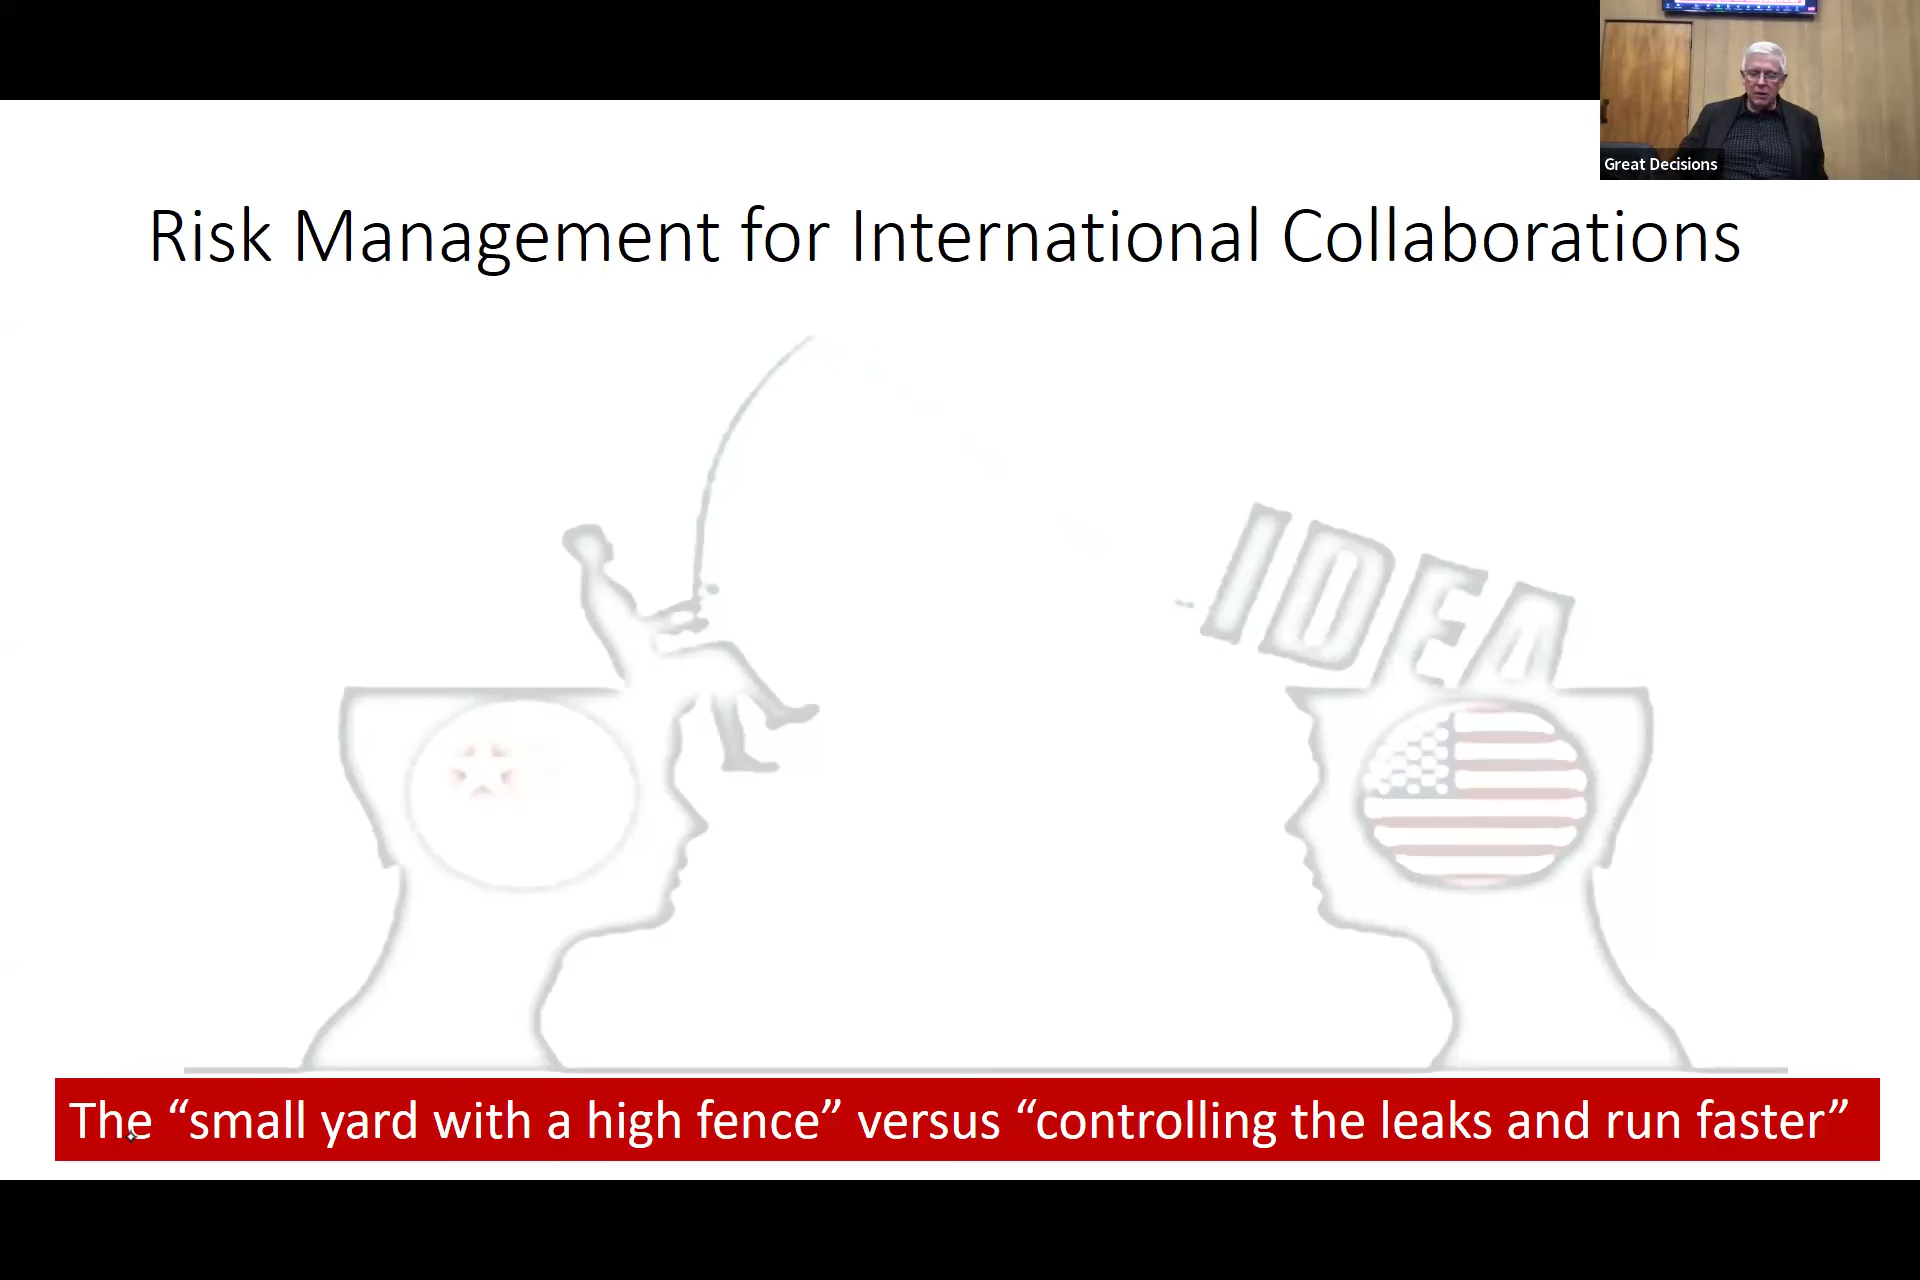 Great Decisions
Risk Management for International Collaborations
IDEA
The “small yard with a high fence” versus “controlling the leaks and run faster”